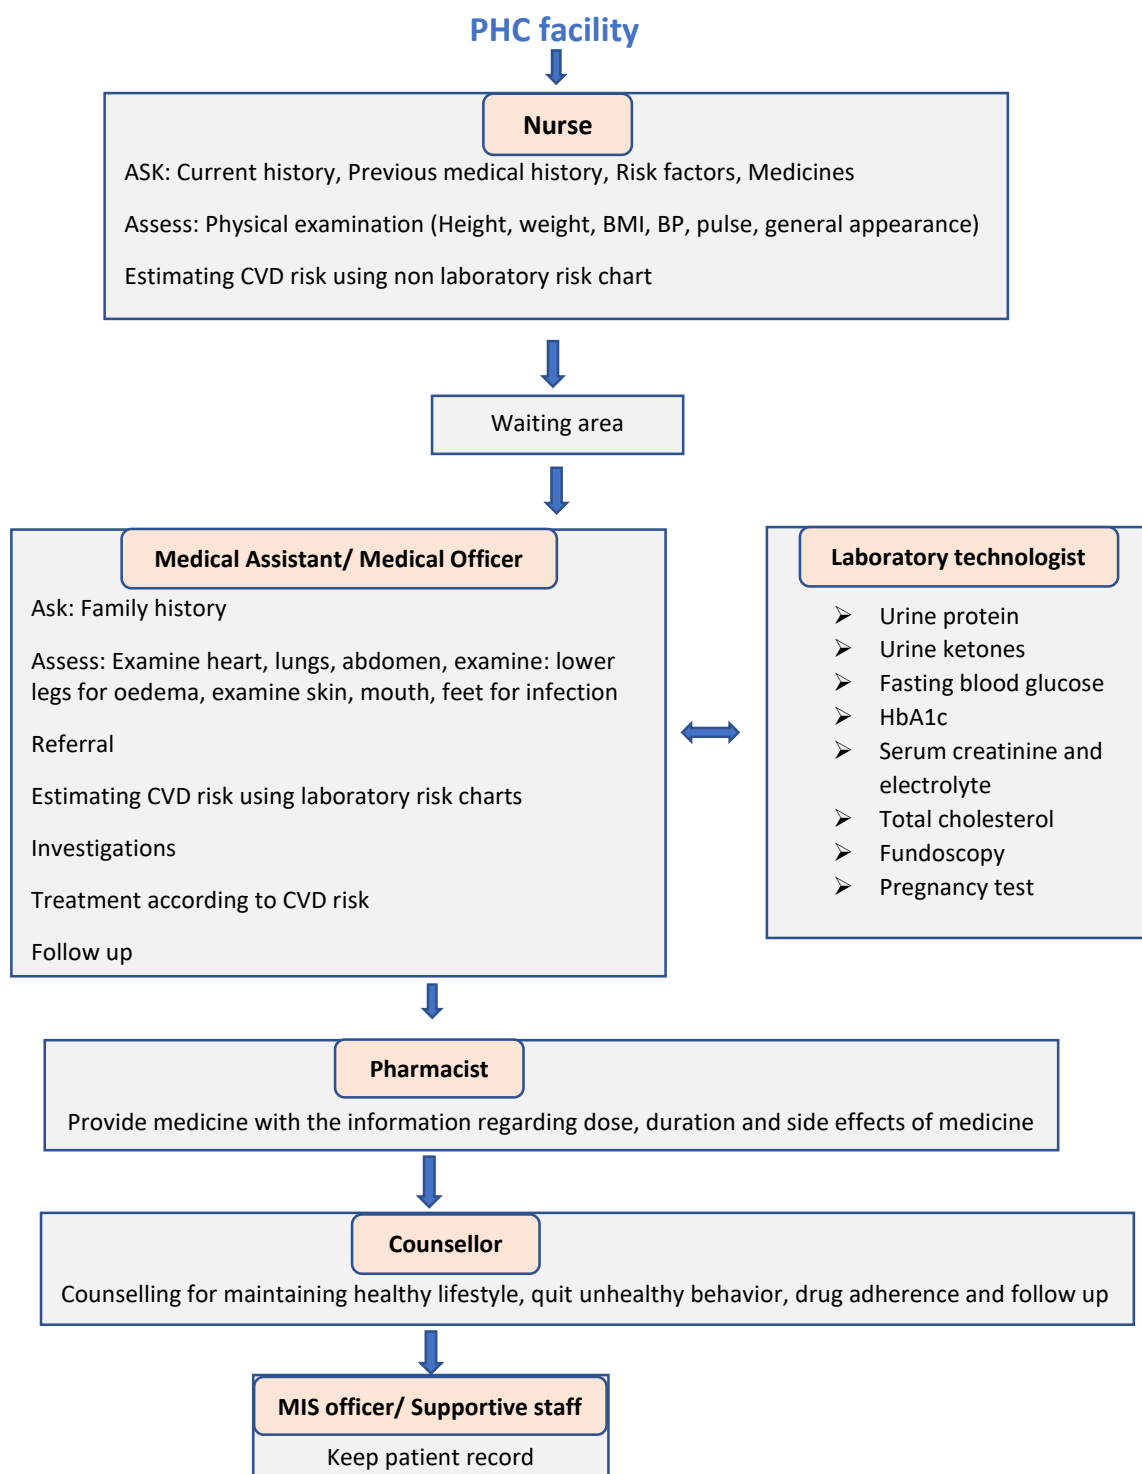 PHC facility
Nurse
ASK: Current history, Previous medical history, Risk factors, Medicines
Assess: Physical examination (Height, weight, BMI, BP, pulse, general appearance)
Estimating CVD risk using non laboratory risk chart
Waiting area
Medical Assistant/ Medical Officer
Ask: Family history
Assess: Examine heart, lungs, abdomen, examine: lower
legs for oedema, examine skin, mouth, feet for infection
Referral
Estimating CVD risk using laboratory risk charts
Investigations
Treatment according to CVD risk
Follow up
Laboratory technologist
➢ Urine protein
➢ Urine ketones
➢ Fasting blood glucose
➢ HbA1c
➢ Serum creatinine and
electrolyte
➢ Total cholesterol
➢ Fundoscopy
➢ Pregnancy test
Pharmacist
Provide medicine with the information regarding dose, duration and side effects of medicine
Counsellor
Counselling for maintaining healthy lifestyle, quit unhealthy behavior, drug adherence and follow up
MIS officer/ Supportive staff
Keep patient record